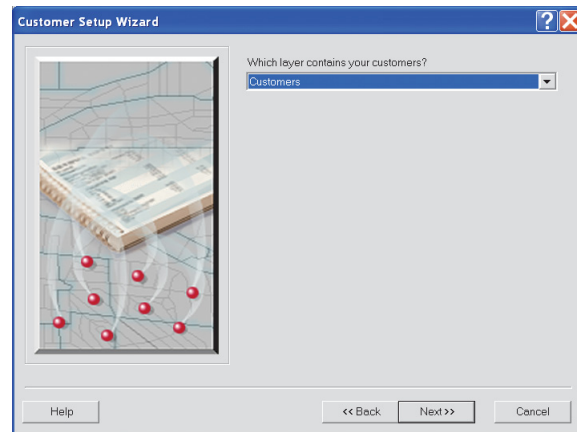 Customer Setup Wizard
Which layer contains your customers?
Customers
Help
<< Back
Next >>
Cancel